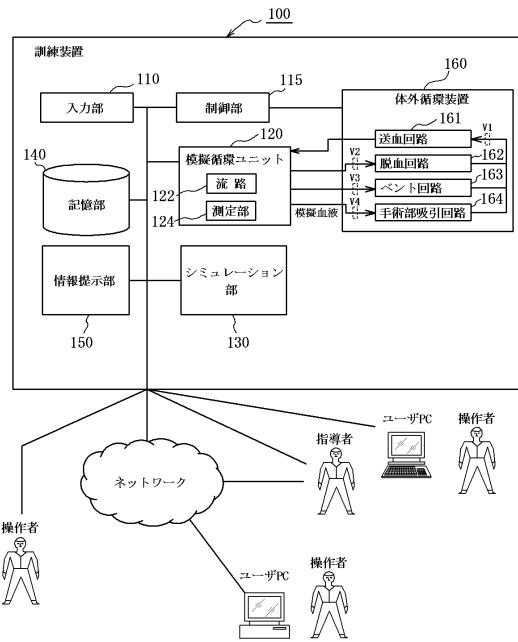 100
訓練装置
110
入力部
115
制御部
160
体外循環装置
161
送血回路
V1
120
模擬循環ユニット
V2
脱血回路
162
122
流 路
V3
ベント回路
163
124
測定部
模擬血液
V4
手術部吸引回路
164
140
記憶部
情報提示部
150
シミュレーション
部
130
ユーザPC
操作者
指導者
ネットワーク
操作者
操作者
ユーザPC